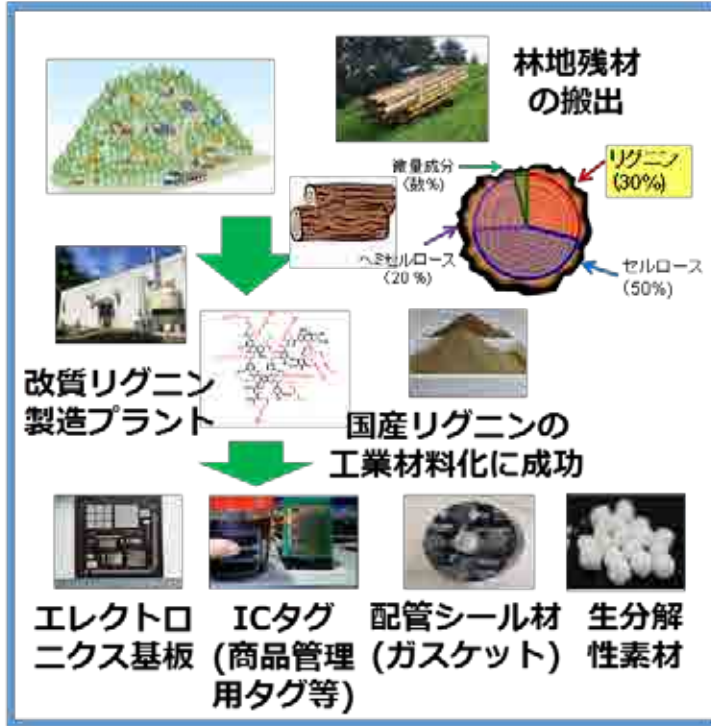 林地残材
の搬出
微量成分
(数%)
リグニン
(30%)
ヘミセルロース
(20%)
セルロース
(50%)
改質リグニン
製造プラント
国産リグニンの
工業材料化に成功
エレクトロ
ニクス基板
ICタグ
(商品管理
用タグ等)
配管シール材
(ガスケット)
生分解
性素材